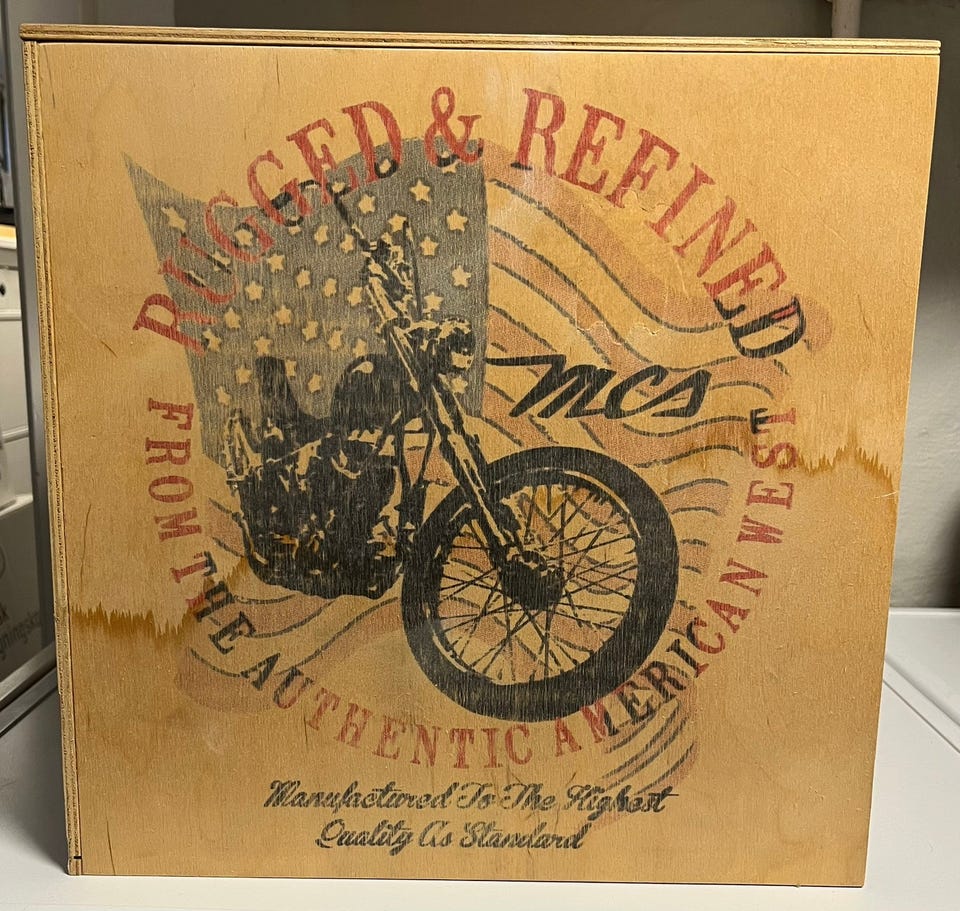 RUGGED & REFINED
mcs
FROM THE AUTHENTIC AMERICAN WEST
Manufactured To The Highest
Quality As Standard